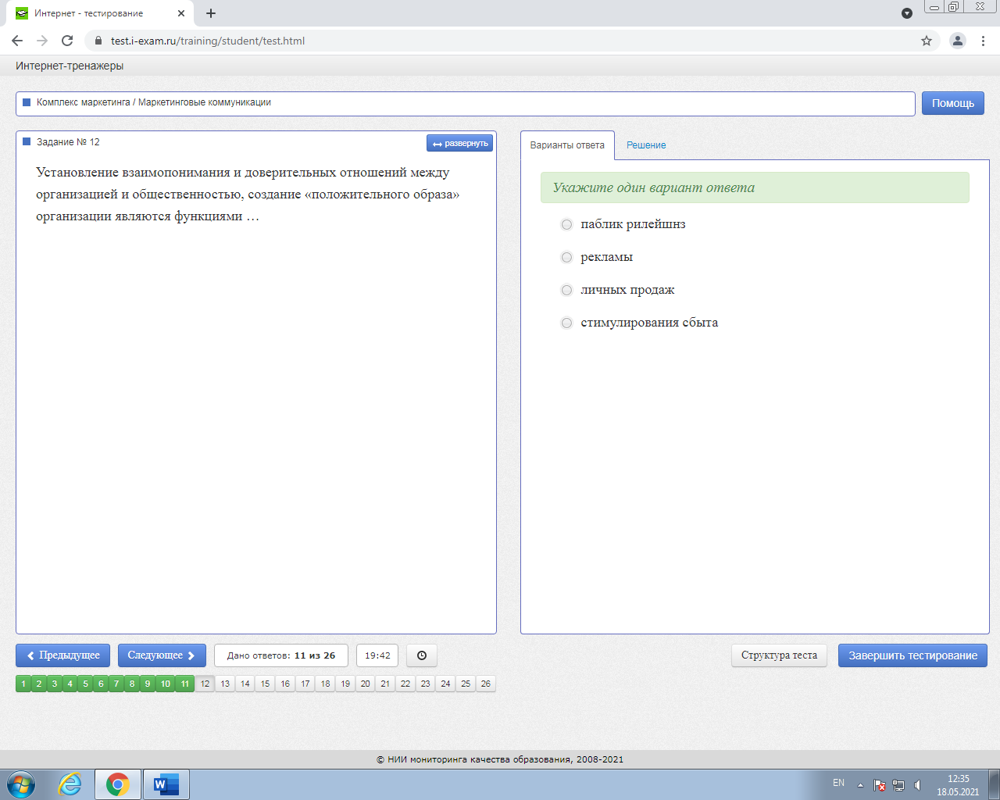 Интернет - тестирование
test.i-exam.ru/training/student/test.html
Интернет-тренажеры
Комплекс маркетинга / Маркетинговые коммуникации
Помощь
Задание № 12
развернуть
Установление взаимопонимания и доверительных отношений между
организацией и общественностью, создание «положительного образа»
организации являются функциями …
Варианты ответа
Решение
Укажите один вариант ответа
паблик рилейшнз
рекламы
личных продаж
стимулирования сбыта
Предыдущее
Следующее
Дано ответов: 11 из 26
19:42
Структура теста
Завершить тестирование
1 2 3 4 5 6 7 8 9 10 11 12 13 14 15 16 17 18 19 20 21 22 23 24 25 26
© НИИ мониторинга качества образования, 2008-2021
EN
12:35
18.05.2021